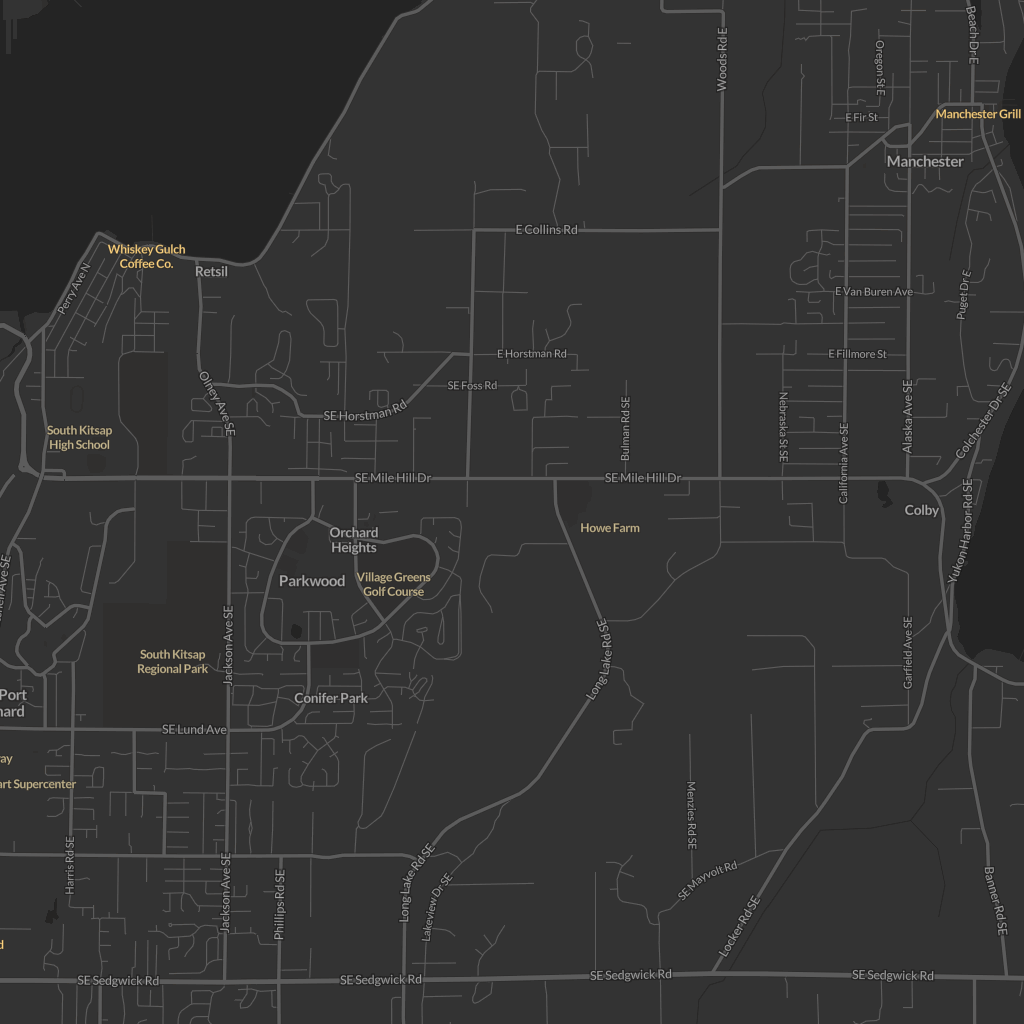 Beach Dr E
Woods Rd E
Oregon St E
Manchester Grill
E Fir St
Manchester
E Collins Rd
Whiskey Gulch
Coffee Co.
Retsil
Perry Ave N
Puget Dr E
E Van Buren Ave
E Horstman Rd
E Fillmore St
SE Foss Rd
Olney Ave SE
SE Horstman Rd
Bulman Rd SE
Nebraska St SE
California Ave SE
Alaska Ave SE
Colchester Dr SE
South Kitsap
High School
SE Mile Hill Dr
SE Mile Hill Dr
Colby
Yukon Harbor Rd SE
Howe Farm
Orchard
Heights
Parkwood
Village Greens
Golf Course
Ave SE
Jackson Ave SE
Long Lake Rd SE
Garfield Ave SE
South Kitsap
Regional Park
Port
hard
Conifer Park
SE Lund Ave
ay
art Supercenter
Menzies Rd SE
Harris Rd SE
Jackson Ave SE
Phillips Rd SE
Long Lake Rd SE
Lakeview Dr SE
SE Mayvolt Rd
Locker Rd SE
Banner Rd SE
d
SE Sedgwick Rd
SE Sedgwick Rd
SE Sedgwick Rd
SE Sedgwick Rd